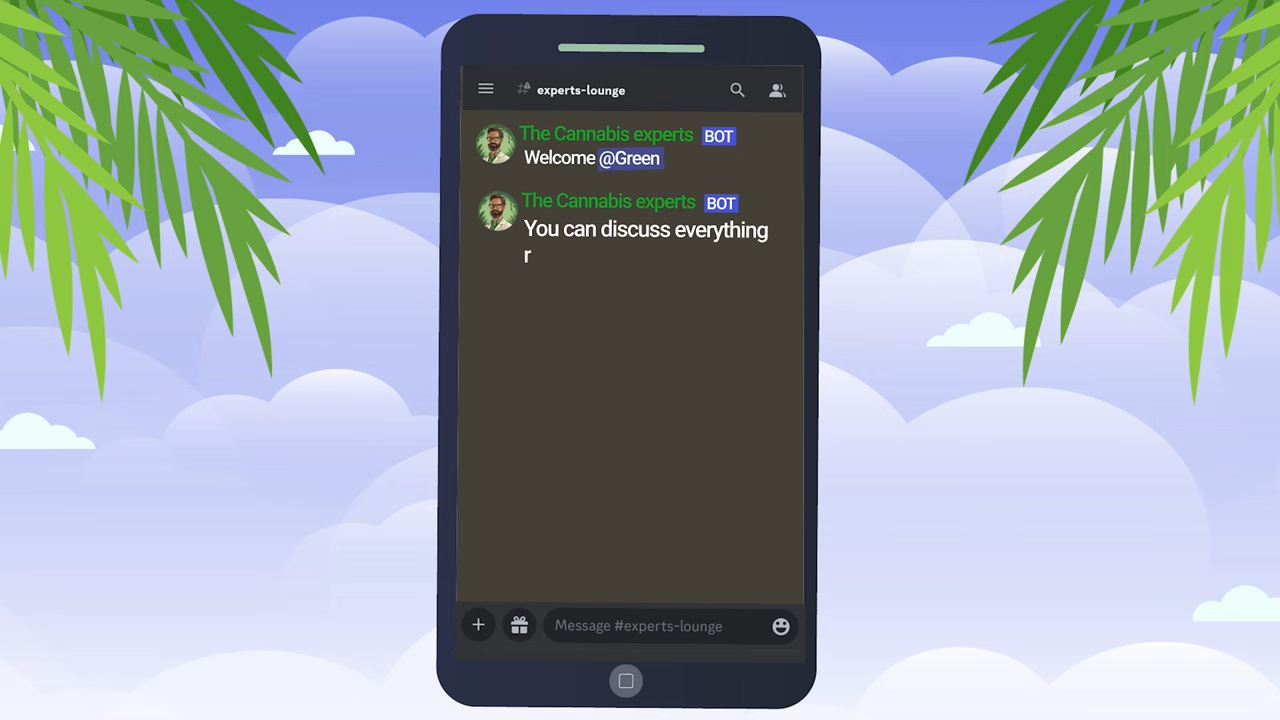 experts-lounge
The Cannabis experts BOT
Welcome @Green
The Cannabis experts BOT
You can discuss everything
r
Message #experts-lounge